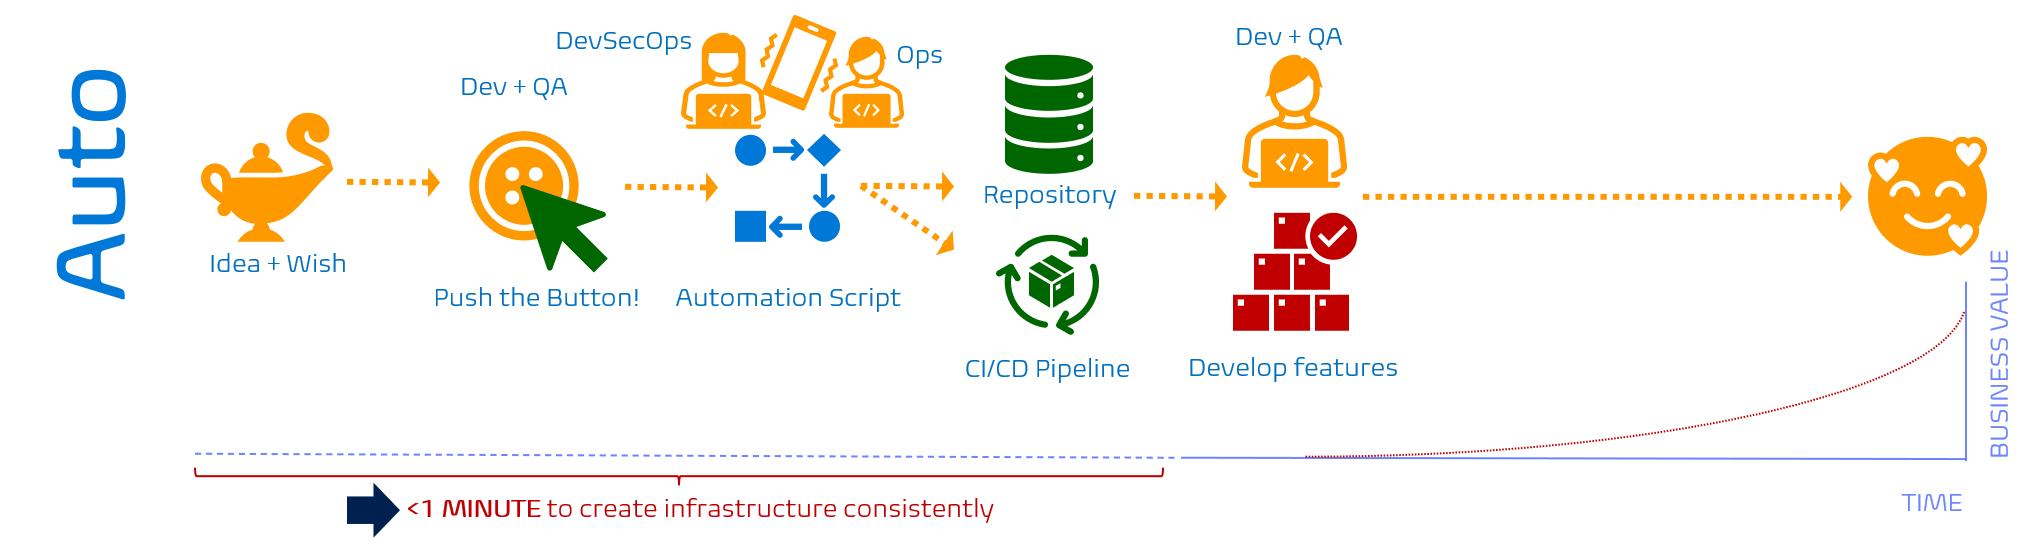 Auto
Idea + Wish
Dev + QA
Push the Button!
DevSecOps
Ops
</>
</>
Automation Script
Repository
CI/CD Pipeline
Dev + QA
</>
Develop features
BUSINESS VALUE
TIME
<1 MINUTE to create infrastructure consistently